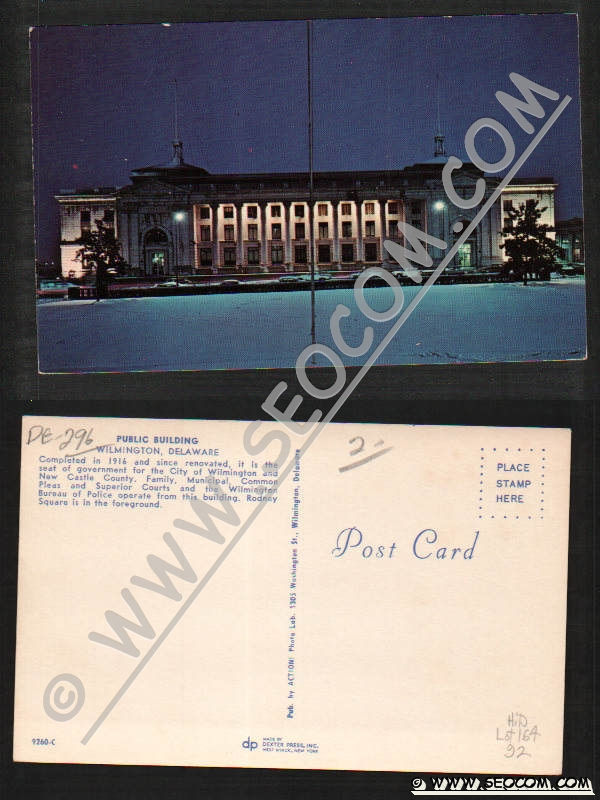 © WWW.SEOCOM.COM
DE-296
PUBLIC BUILDING
WILMINGTON, DELAWARE
Completed in 1916 and since renovated, it is the
seat of government for the City of Wilmington and
New Castle County. Family, Municipal, Common
Pleas and Superior Courts and the Wilmington
Bureau of Police operate from this building. Rodney
Square is in the foreground.
2-
PLACE
STAMP
HERE
Post Card
Pub. by ACTION! Photo Lab. 1305 Washington St., Wilmington, Delaware
9260-C
dp
MADE BY
DEXTER PRESS, INC.
WEST NYACK, NEW YORK
Lot 164
92
© WWW.SEOCOM.COM